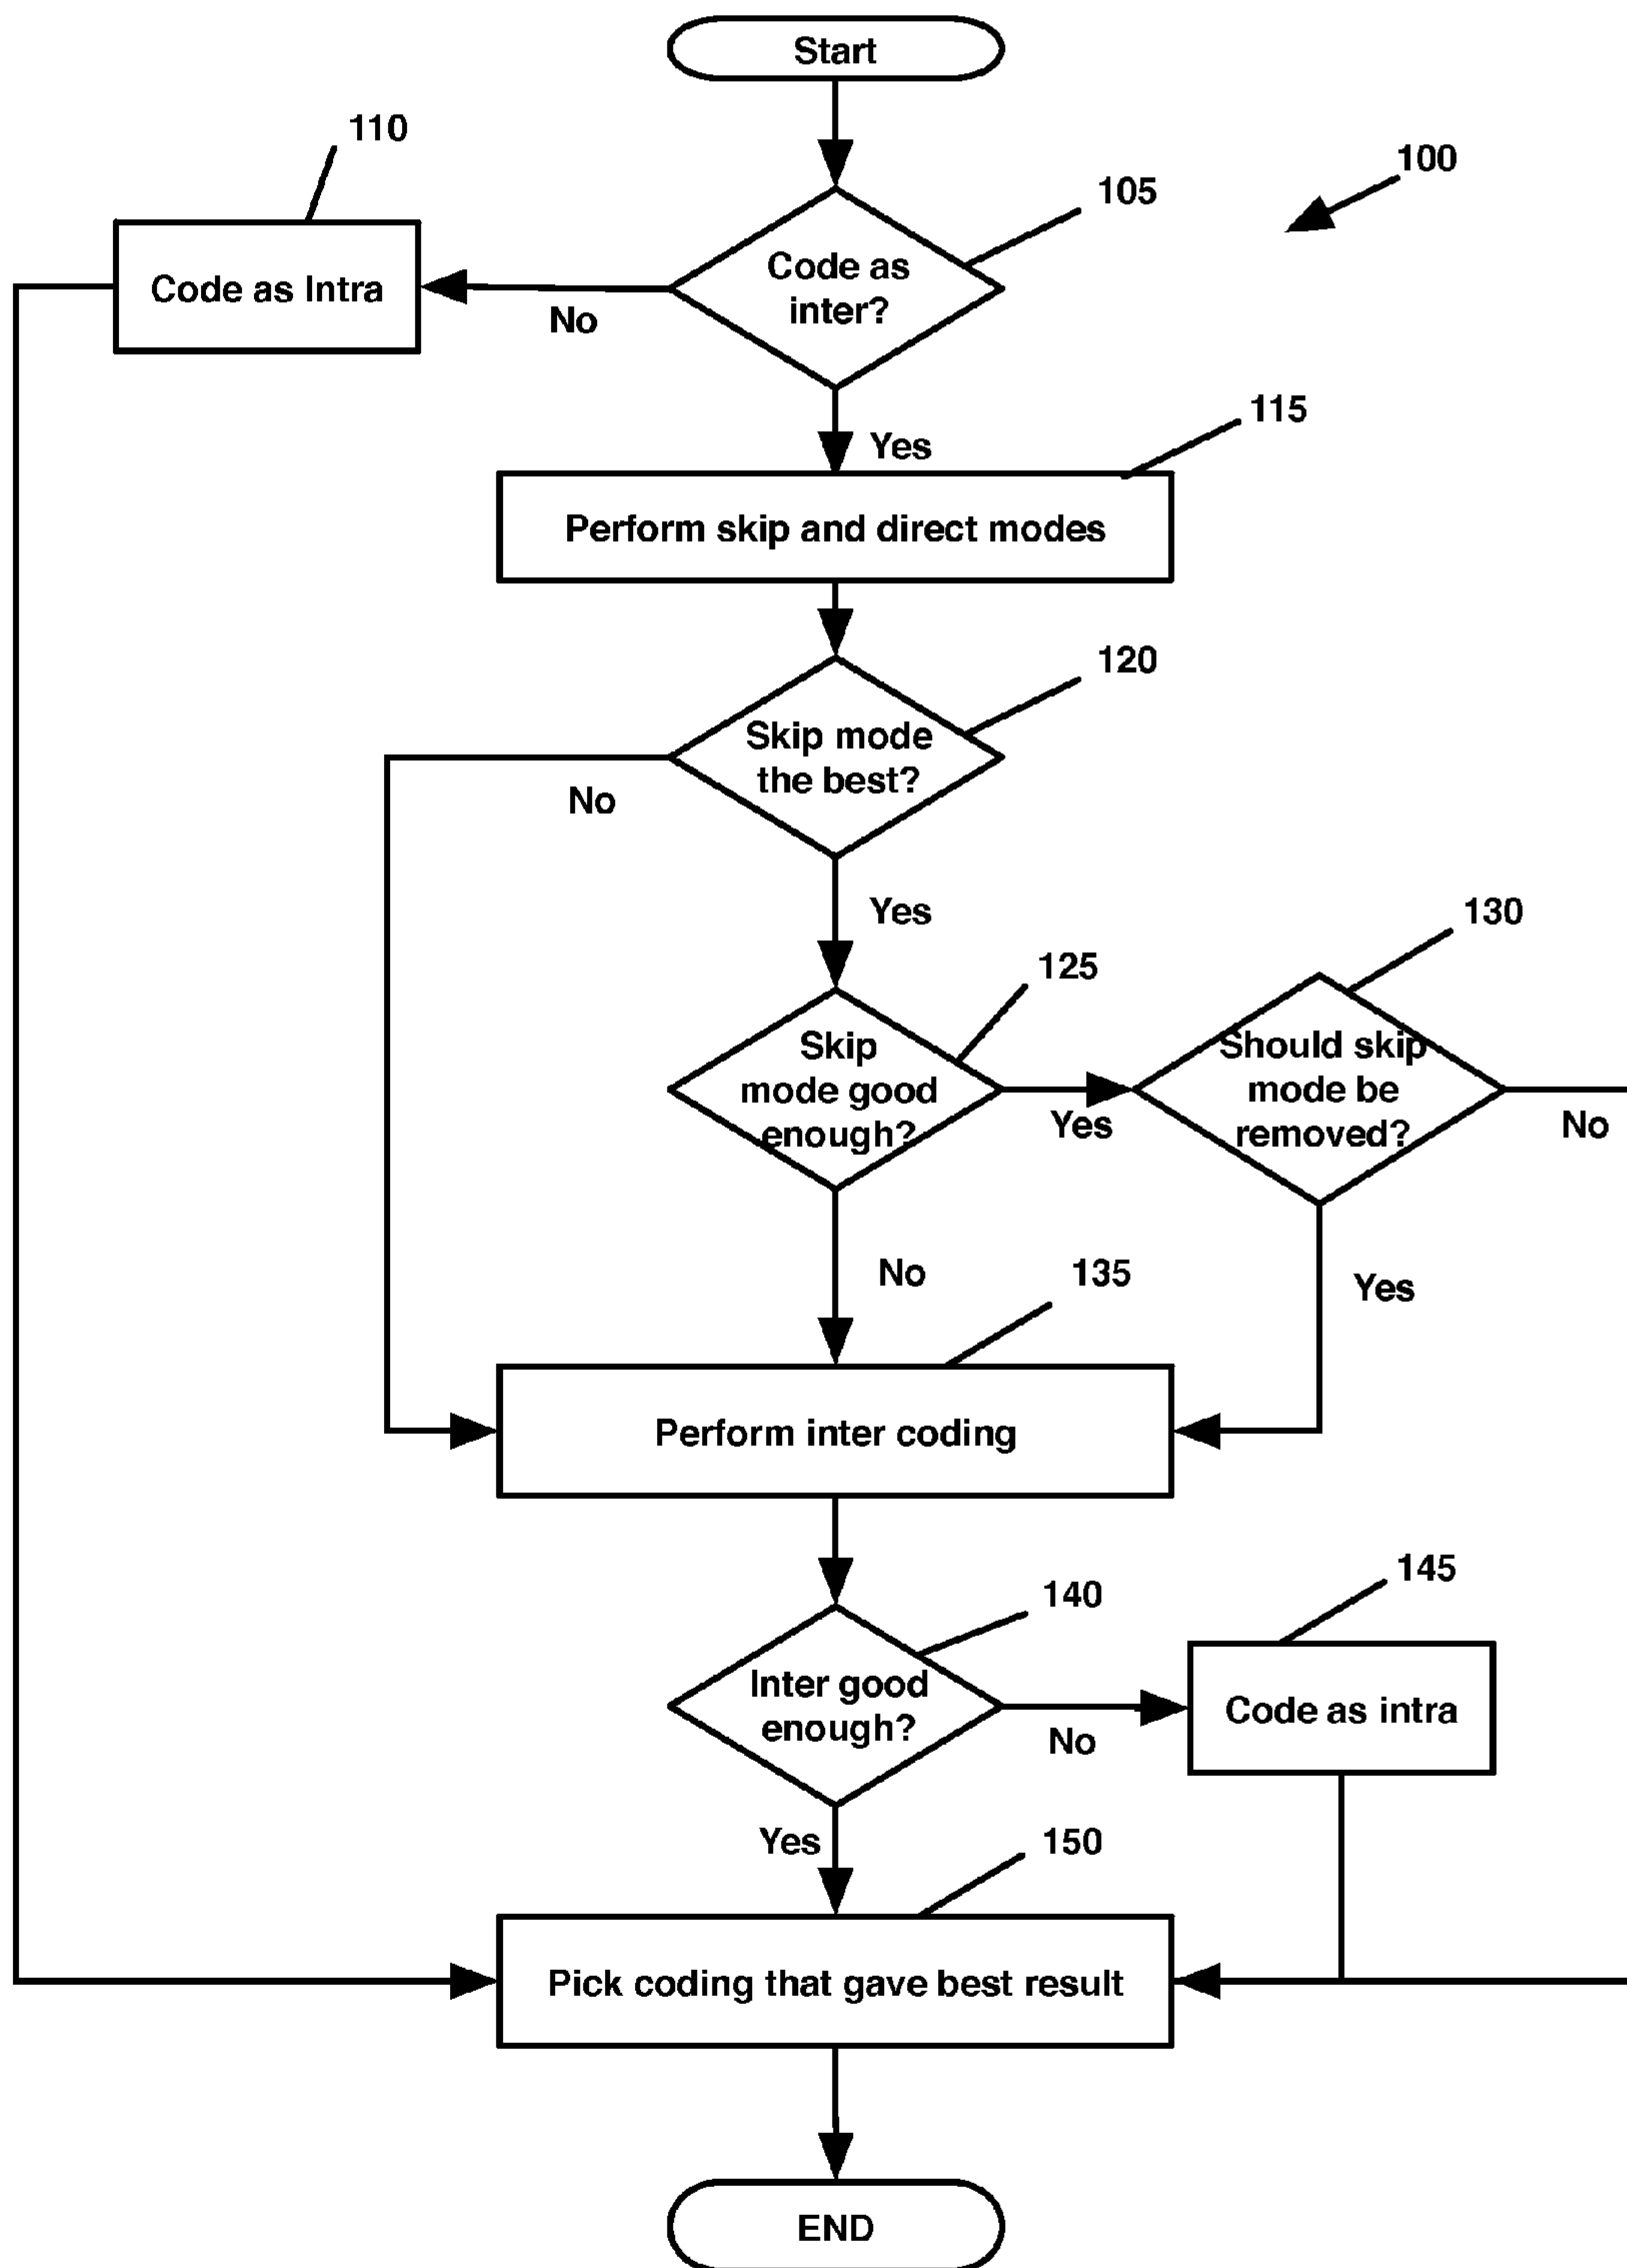 Start
110
100
105
Code as
inter?
Code as Intra
No
115
Yes
Perform skip and direct modes
120
Skip mode
the best?
No
Yes
130
125
Skip
mode good
enough?
Should skip
mode be
removed?
Yes
No
No
135
Yes
Perform inter coding
145
140
Inter good
enough?
Code as intra
No
Yes
150
Pick coding that gave best result
END